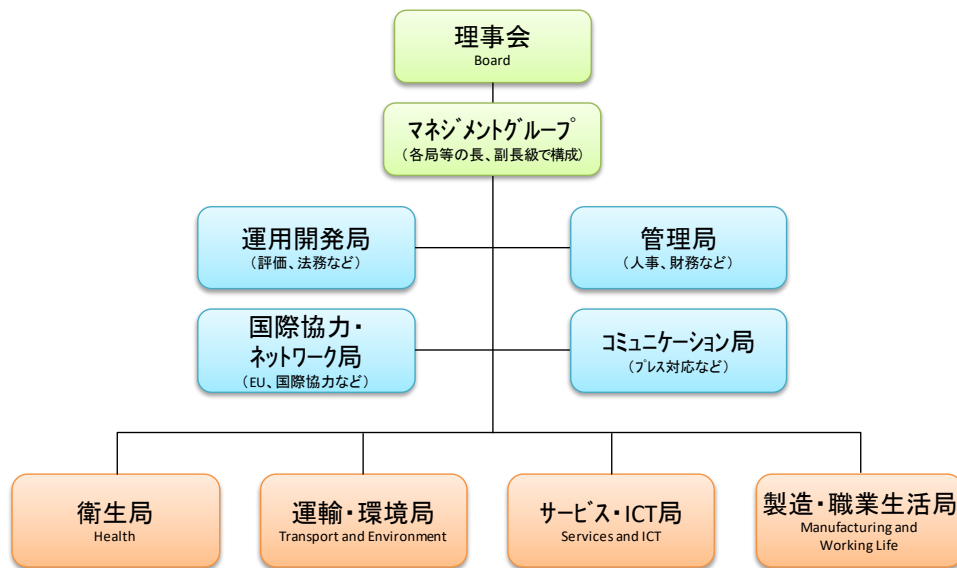 理事会
Board
マネジメントグループ
（各局等の長、副長級で構成）
運用開発局
（評価、法務など）
管理局
（人事、財務など）
国際協力・
ネットワーク局
（EU、国際協力など）
コミュニケーション局
（プレス対応など）
衛生局
Health
運輸・環境局
Transport and Environment
サービス・ICT局
Services and ICT
製造・職業生活局
Manufacturing and
Working Life